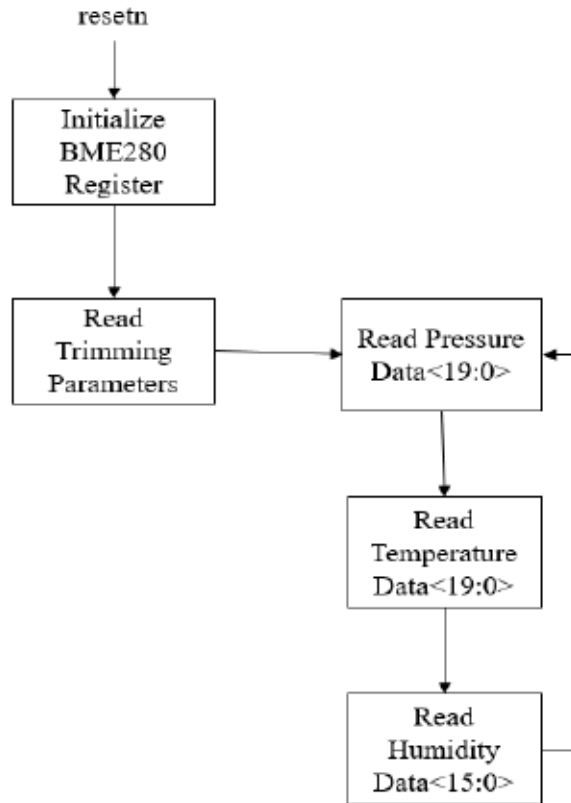 resetn
Initialize
BME280
Register
Read
Trimming
Parameters
Read Pressure
Data<19:0>
Read
Temperature
Data<19:0>
Read
Humidity
Data<15:0>